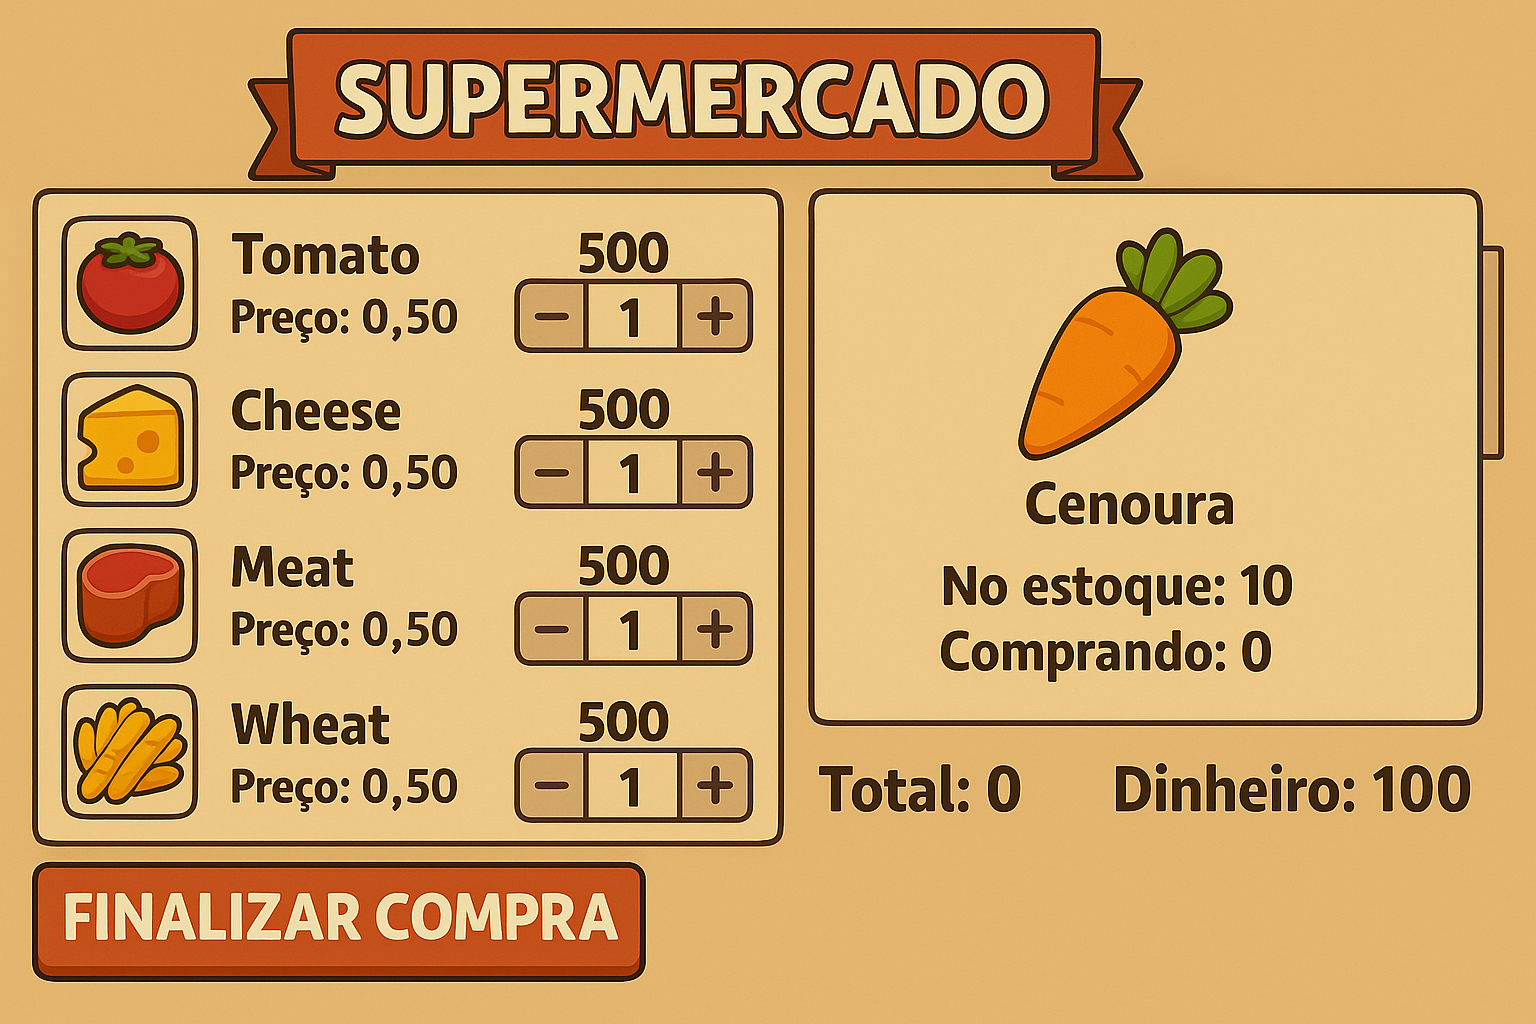 SUPERMERCADO
Tomato
Preço: 0,50
500
− 1 +
Cheese
Preço: 0,50
500
− 1 +
Meat
Preço: 0,50
500
− 1 +
Wheat
Preço: 0,50
500
− 1 +
Cenoura
No estoque: 10
Comprando: 0
Total: 0
Dinheiro: 100
FINALIZAR COMPRA